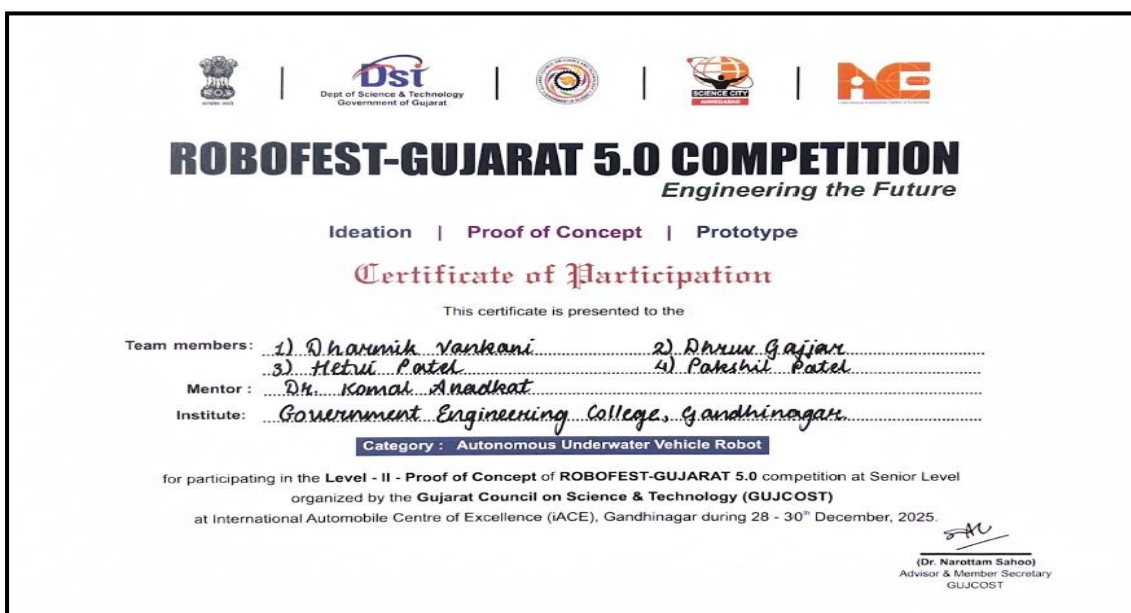 Dst
Dept of Science & Technology
Government of Gujarat
SCIENCE CITY
AHMEDABAD
ACE
ROBOFEST-GUJARAT 5.0 COMPETITION
Engineering the Future
Ideation | Proof of Concept | Prototype
Certificate of Participation
This certificate is presented to the
Team members: 1) Dharmik Vankani 2) Dhruv Gajjar
3) Hetvi Patel 4) Pakshil Patel
Mentor : Dr. Komal Anadkat
Institute: Government Engineering College, Gandhinagar
Category : Autonomous Underwater Vehicle Robot
for participating in the Level - II - Proof of Concept of ROBOFEST-GUJARAT 5.0 competition at Senior Level
organized by the Gujarat Council on Science & Technology (GUJCOST)
at International Automobile Centre of Excellence (iACE), Gandhinagar during 28 - 30th December, 2025.
(Dr. Narottam Sahoo)
Advisor & Member Secretary
GUJCOST